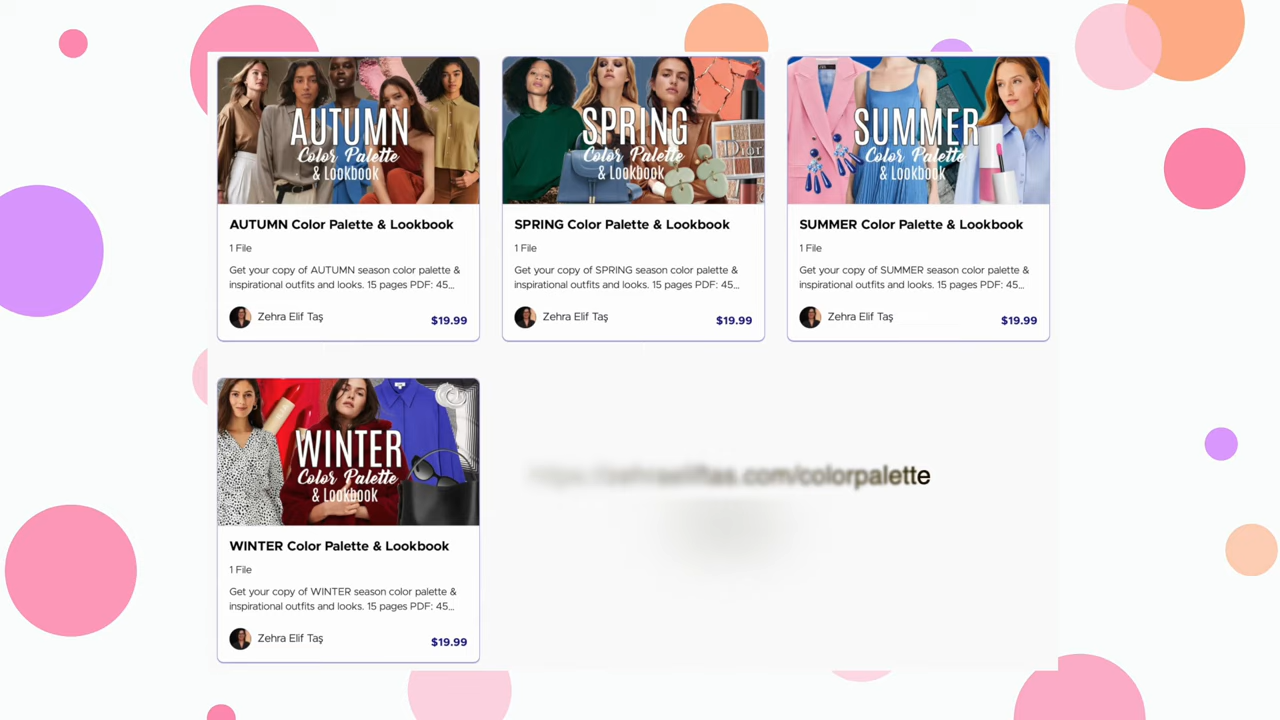 AUTUMN
Color Palette
& Lookbook
AUTUMN Color Palette & Lookbook
1 File
Get your copy of AUTUMN season color palette &
inspirational outfits and looks. 15 pages PDF: 45...
Zehra Elif Taş
$19.99
SPRING
Color Palette
& Lookbook
Dior
SPRING Color Palette & Lookbook
1 File
Get your copy of SPRING season color palette &
inspirational outfits and looks. 15 pages PDF: 45...
Zehra Elif Taş
$19.99
SUMMER
Color Palette
& Lookbook
SUMMER Color Palette & Lookbook
1 File
Get your copy of SUMMER season color palette &
inspirational outfits and looks. 15 pages PDF: 45...
Zehra Elif Taş
$19.99
WINTER
Color Palette
& Lookbook
WINTER Color Palette & Lookbook
1 File
Get your copy of WINTER season color palette &
inspirational outfits and looks. 15 pages PDF: 45...
Zehra Elif Taş
$19.99
https://zehraeliftas.com/colorpalette